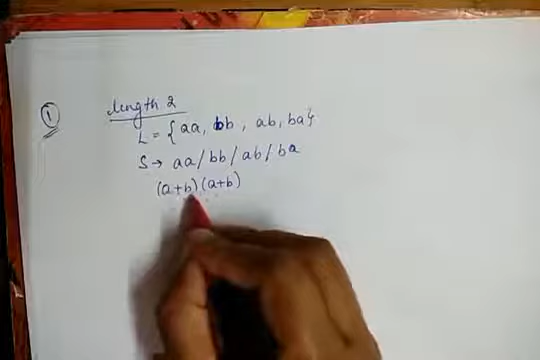 ①
length 2
L = { aa, bb, ab, ba}
S → aa / bb / ab / ba
(a+b) (a+b)